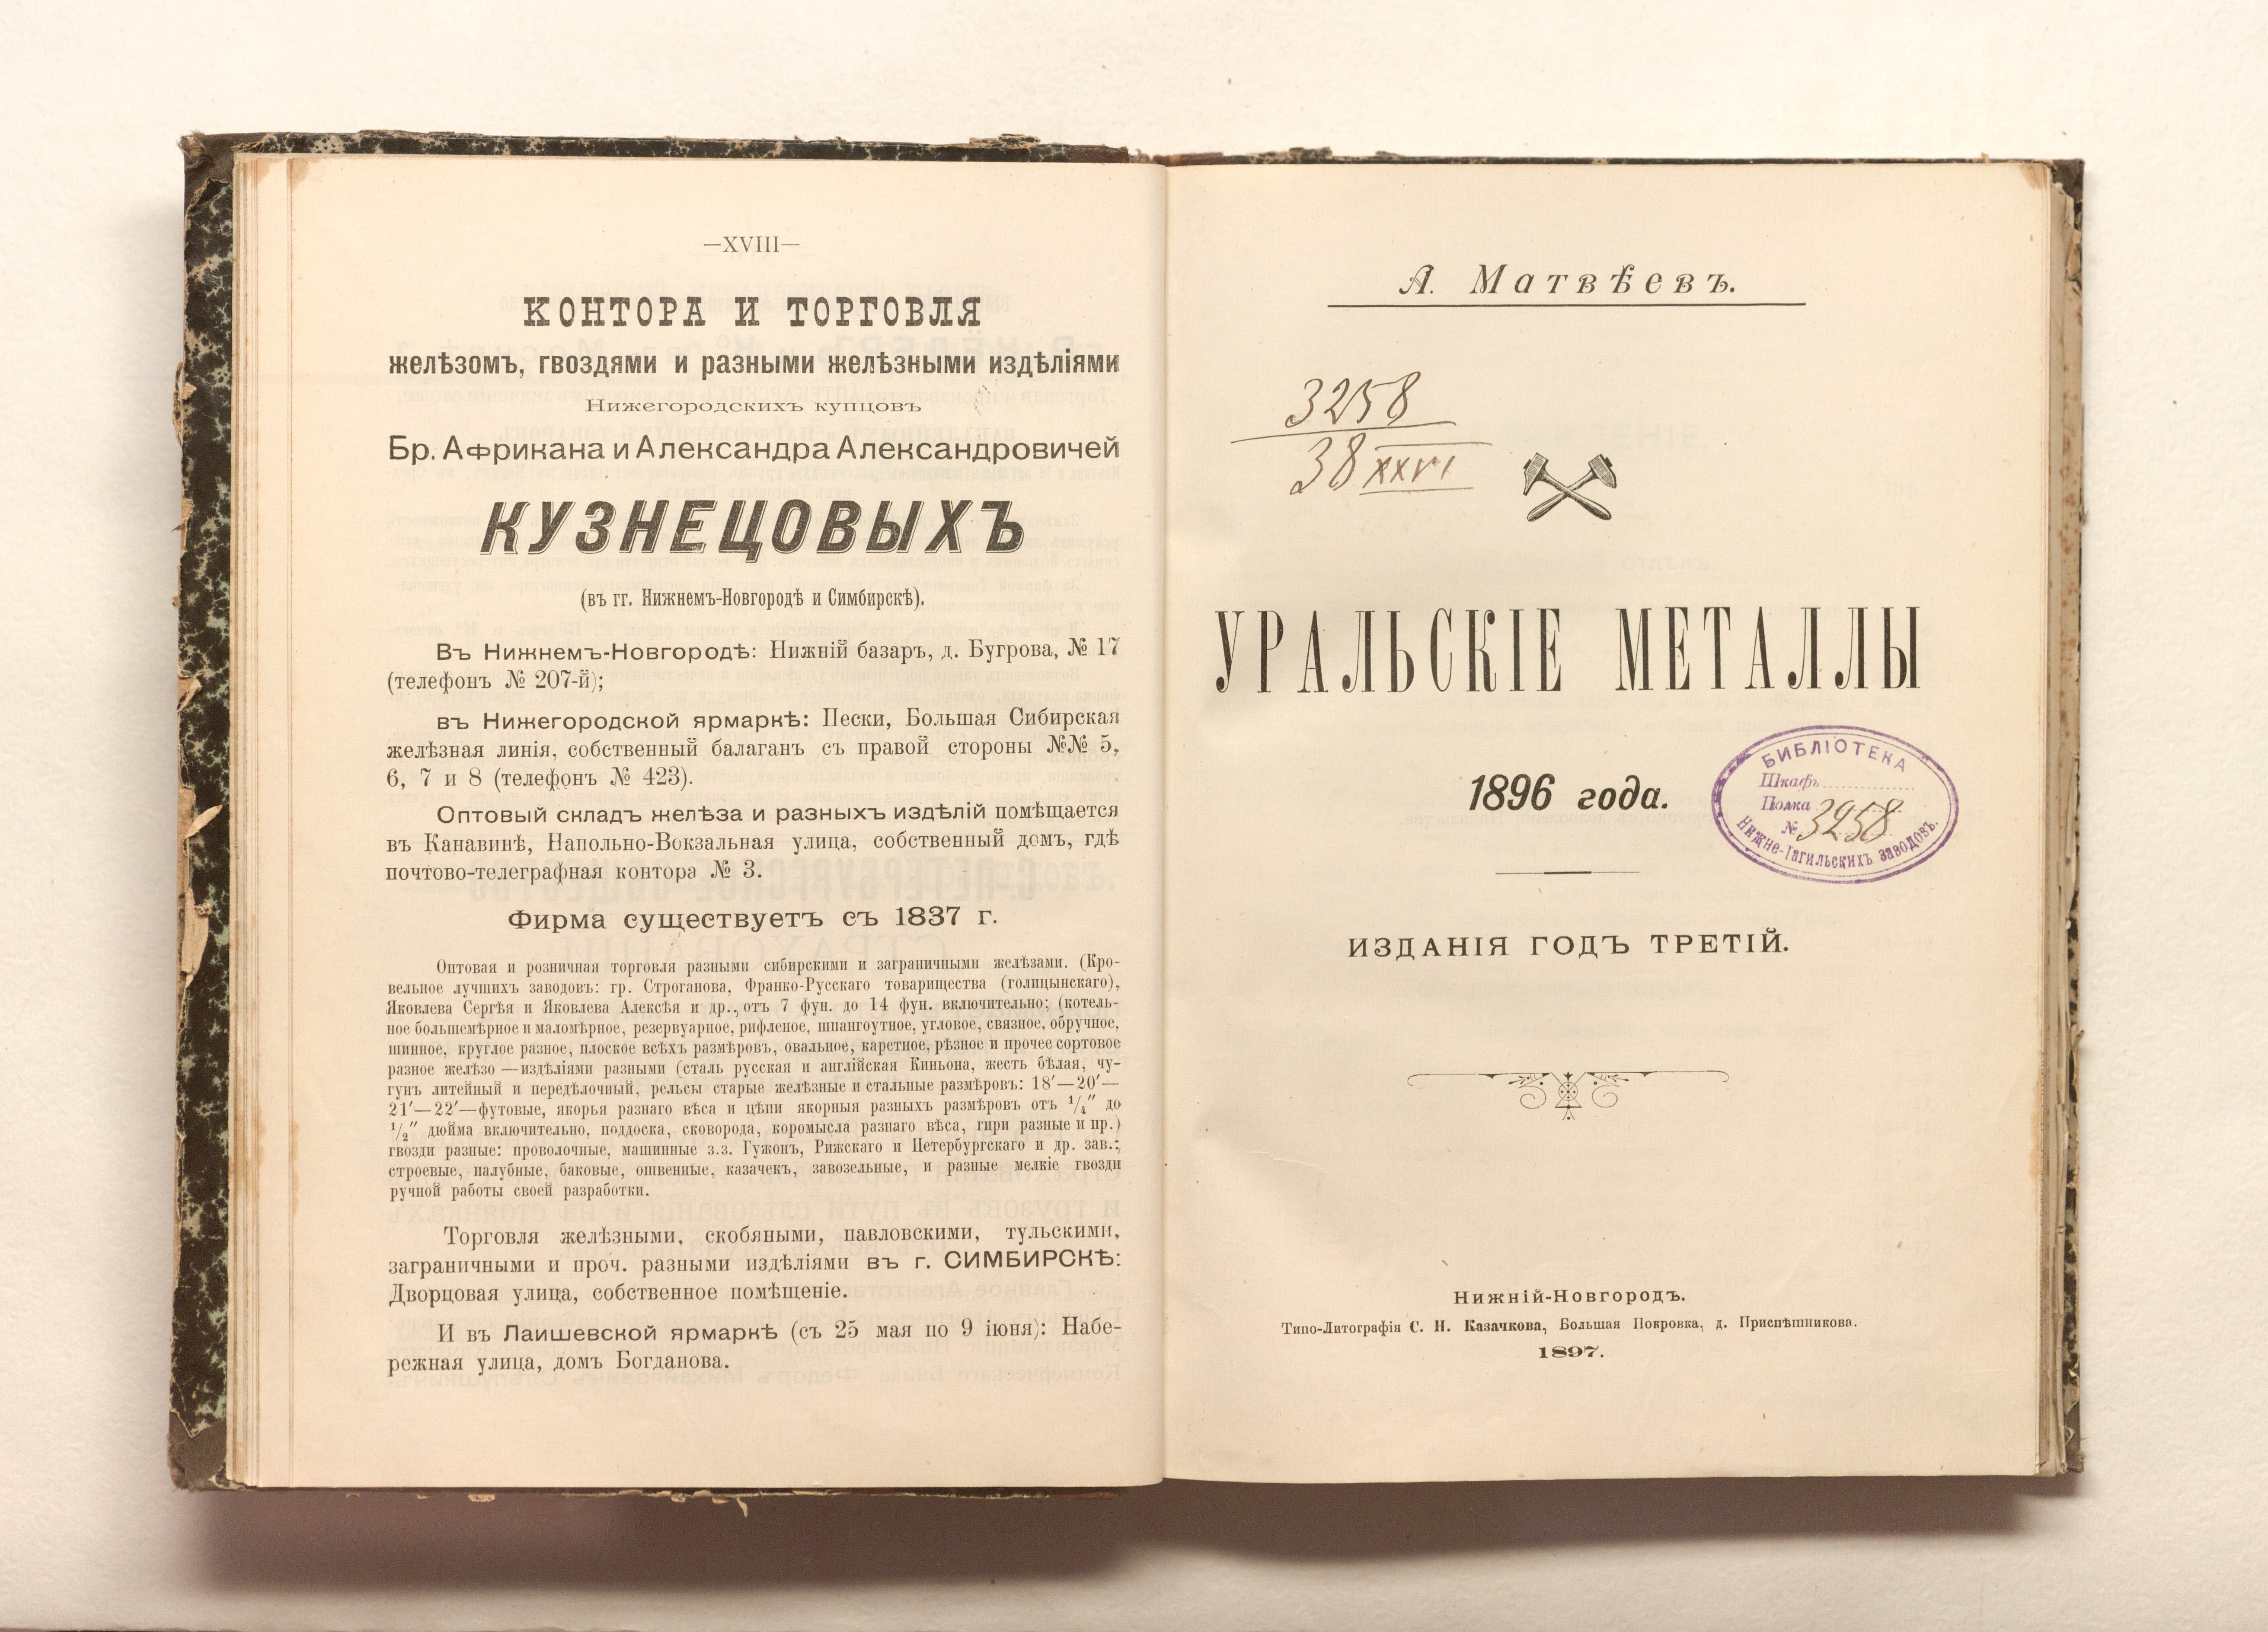 —XVIII—
КОНТОРА И ТОРГОВЛЯ
желѣзомъ, гвоздями и разными желѣзными издѣліями
Нижегородскихъ купцовъ
Бр. Африкана и Александра Александровичей
КУЗНЕЦОВЫХЪ
(въ гг. Нижнемъ-Новгородѣ и Симбирскѣ).
Въ Нижнемъ-Новгородѣ: Нижній базаръ, д. Бугрова, № 17
(телефонъ № 207-й);
въ Нижегородской ярмаркѣ: Пески, Большая Сибирская
желѣзная линія, собственный балаганъ съ правой стороны №№ 5,
6, 7 и 8 (телефонъ № 423).
Оптовый складъ желѣза и разныхъ издѣлій помѣщается
въ Канавинѣ, Напольно-Вокзальная улица, собственный домъ, гдѣ
почтово-телеграфная контора № 3.
Фирма существуетъ съ 1837 г.
Оптовая и розничная торговля разными сибирскими и заграничными желѣзами. (Кро-
вельное лучшихъ заводовъ: гр. Строганова, Франко-Русскаго товарищества (голицынскаго),
Яковлева Сергѣя и Яковлева Алексѣя и др., отъ 7 фун. до 14 фун. включительно; (котель-
ное большемѣрное и маломѣрное, резервуарное, рифленое, шпангоутное, угловое, связное, обручное,
шинное, круглое разное, плоское всѣхъ размѣровъ, овальное, каретное, рѣзное и прочее сортовое
разное желѣзо —издѣліями разными (сталь русская и англійская Киньона, жесть бѣлая, чу-
гунъ литейный и передѣлочный, рельсы старые желѣзные и стальные размѣровъ: 18′—20′—
21′—22′—футовые, якорья разнаго вѣса и цѣпи якорныя разныхъ размѣровъ отъ 1/4″ до
1/2″ дюйма включительно, поддоска, сковорода, коромысла разнаго вѣса, гири разные и пр.)
гвозди разные: проволочные, машинные з.з. Гужонъ, Рижскаго и Петербургскаго и др. зав.:
строевые, палубные, баковые, ошвенные, казачекъ, завозельные, и разные мелкіе гвозди
ручной работы своей разработки.
Торговля желѣзными, скобяными, павловскими, тульскими,
заграничными и проч. разными издѣліями въ г. СИМБИРСКѢ:
Дворцовая улица, собственное помѣщеніе.
И въ Лаишевской ярмаркѣ (съ 25 мая по 9 іюня): Набе-
режная улица, домъ Богданова.
А. Матвѣевъ.
3258
38 XXVI
УРАЛЬСКІЕ МЕТАЛЛЫ
1896 года.
БИБЛІОТЕКА
Шкафъ
Полка
№ 3258
Нижне-Тагильскихъ заводовъ.
ИЗДАНІЯ ГОДЪ ТРЕТІЙ.
Нижній-Новгородъ.
Типо-Литографія С. И. Казачкова, Большая Покровка, д. Приспѣшникова.
1897.